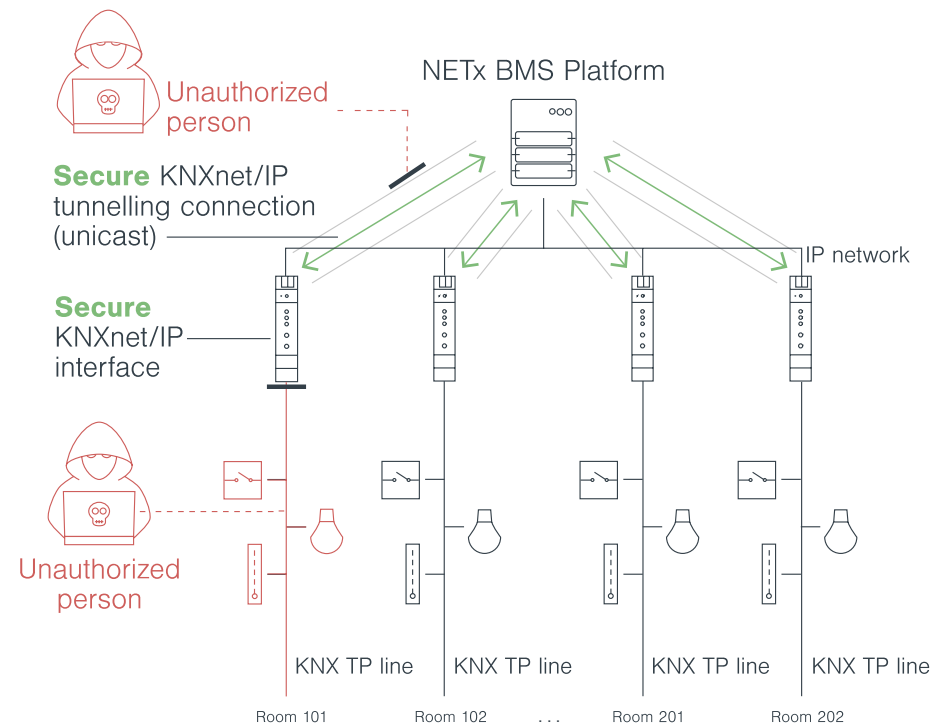 NETx BMS Platform
Unauthorized
person
Secure KNXnet/IP
tunnelling connection
(unicast)
IP network
Secure
KNXnet/IP
interface
Unauthorized
person
KNX TP line
KNX TP line
KNX TP line
KNX TP line
Room 101
Room 102
...
Room 201
Room 202